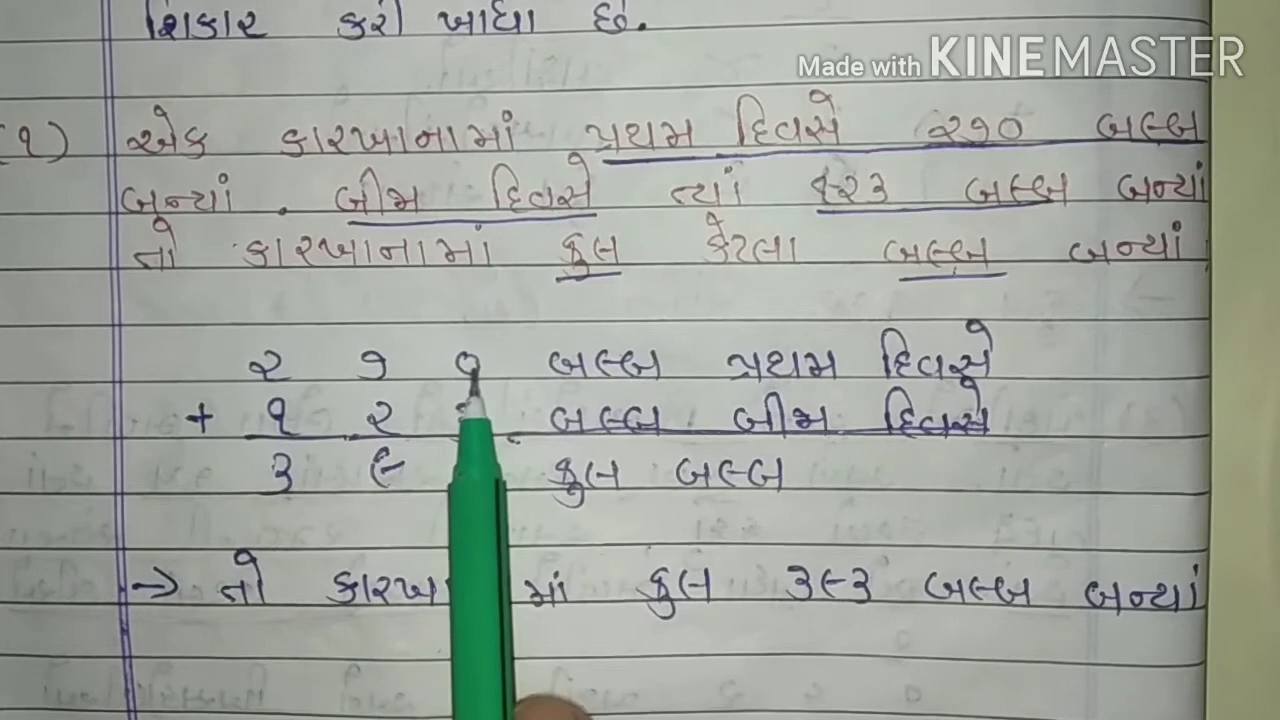 શિકાર કરી ખાધા છે.
Made with KINEMASTER
(૧) એક કારખાનામાં પ્રથમ દિવસે ૨૭૦ બલ્બ
બન્યાં . બીજા દિવસે ત્યાં ૧૨૩ બલ્બ બન્યાં
તો કારખાનામાં કુલ કેટલા બલ્બ બન્યાં
૨ ૭ ૦ બલ્બ પ્રથમ દિવસે
+ ૧ ૨ બલ્બ બીજા દિવસે
૩ ૯ કુલ બલ્બ
→ તો માં કુલ ૩૯૩ બલ્બ બન્યાં